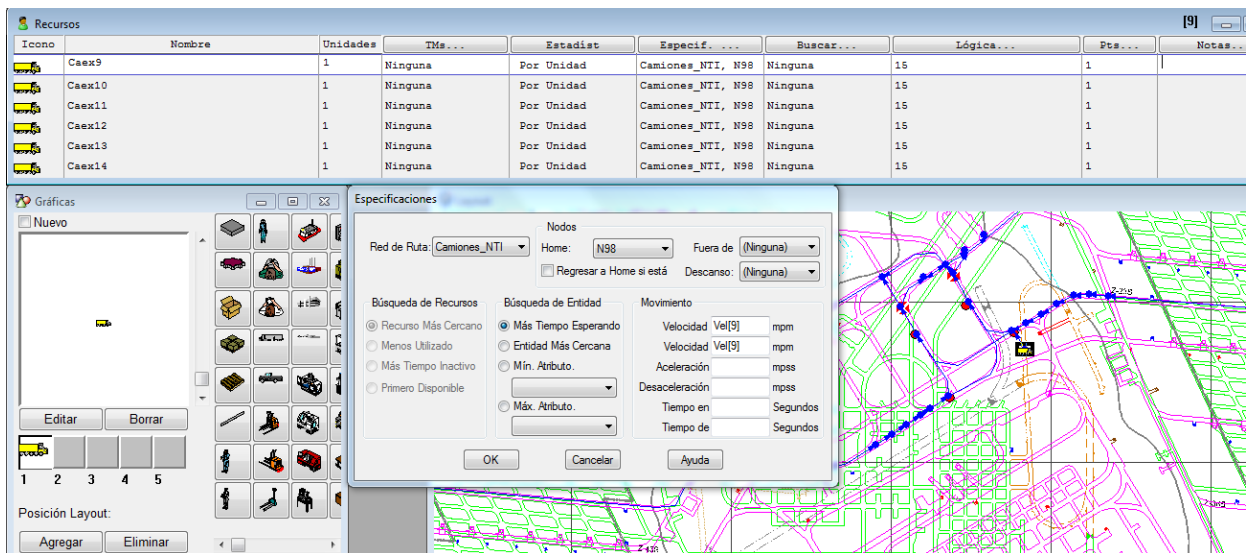 Recursos [9]
Icono Nombre Unidades TMs... Estadíst Especif. ... Buscar... Lógica... Pts... Notas..
Caex9 1 Ninguna Por Unidad Camiones_NTI, N98 Ninguna 15 1
Caex10 1 Ninguna Por Unidad Camiones_NTI, N98 Ninguna 15 1
Caex11 1 Ninguna Por Unidad Camiones_NTI, N98 Ninguna 15 1
Caex12 1 Ninguna Por Unidad Camiones_NTI, N98 Ninguna 15 1
Caex13 1 Ninguna Por Unidad Camiones_NTI, N98 Ninguna 15 1
Caex14 1 Ninguna Por Unidad Camiones_NTI, N98 Ninguna 15 1
Gráficas
Nuevo
Editar Borrar
1 2 3 4 5
Posición Layout:
Agregar Eliminar
Especificaciones
Nodos
Red de Ruta: Camiones_NTI Home: N98 Fuera de (Ninguna)
Regresar a Home si está Descanso: (Ninguna)
Búsqueda de Recursos Búsqueda de Entidad Movimiento
Recurso Más Cercano Más Tiempo Esperando Velocidad Vel[9] mpm
Menos Utilizado Entidad Más Cercana Velocidad Vel[9] mpm
Más Tiempo Inactivo Mín. Atributo. Aceleración mpss
Primero Disponible Desaceleración mpss
Máx. Atributo. Tiempo en Segundos
Tiempo de Segundos
OK Cancelar Ayuda